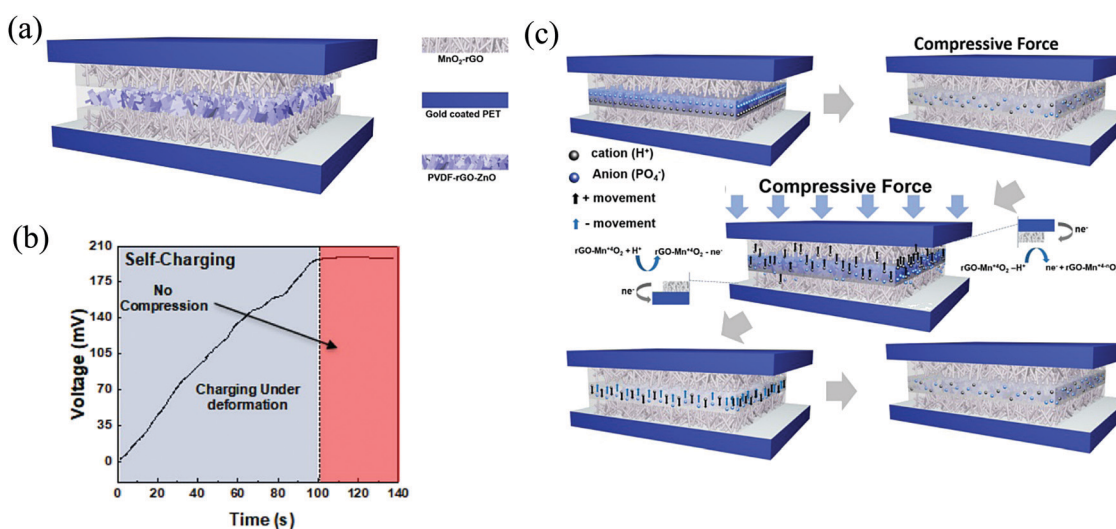 (a)
MnO2-rGO
Gold coated PET
PVDF-rGO-ZnO
(b)
210
175
140
105
70
35
0
Voltage (mV)
Self-Charging
No
Compression
Charging Under
deformation
0 20 40 60 80 100 120 140
Time (s)
(c)
Compressive Force
cation (H+)
Anion (PO4-)
+ movement
- movement
Compressive Force
rGO-Mn+4O2 + H+
rGO-Mn+4O2 - ne-
ne-
ne-
rGO-Mn+4O2 –H+